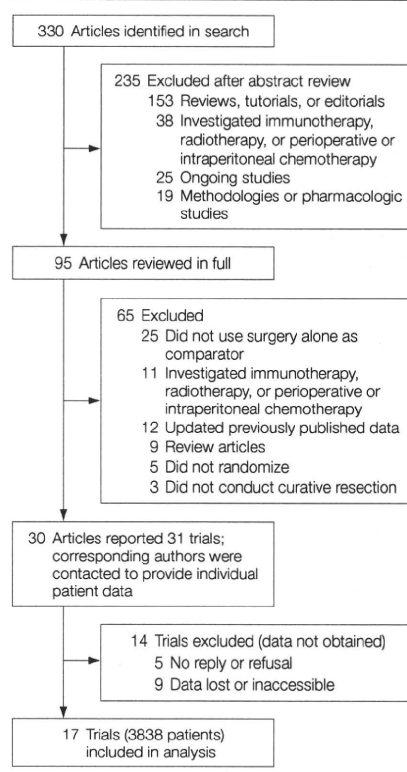 330 Articles identified in search
235 Excluded after abstract review
153 Reviews, tutorials, or editorials
38 Investigated immunotherapy,
radiotherapy, or perioperative or
intraperitoneal chemotherapy
25 Ongoing studies
19 Methodologies or pharmacologic
studies
95 Articles reviewed in full
65 Excluded
25 Did not use surgery alone as
comparator
11 Investigated immunotherapy,
radiotherapy, or perioperative or
intraperitoneal chemotherapy
12 Updated previously published data
9 Review articles
5 Did not randomize
3 Did not conduct curative resection
30 Articles reported 31 trials;
corresponding authors were
contacted to provide individual
patient data
14 Trials excluded (data not obtained)
5 No reply or refusal
9 Data lost or inaccessible
17 Trials (3838 patients)
included in analysis